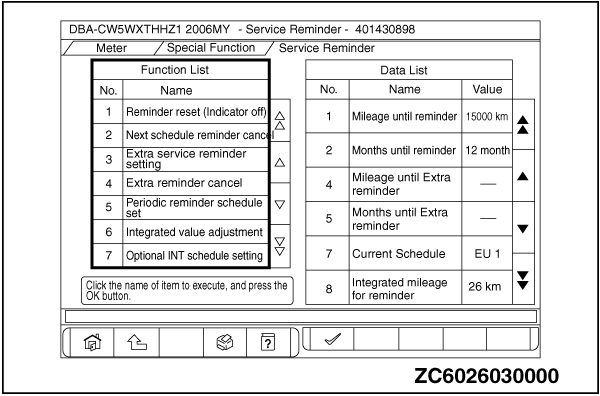 DBA-CW5WXTHHZ1 2006MY - Service Reminder - 401430898
Meter
Special Function
Service Reminder
Function List
No. Name
1 Reminder reset (Indicator off)
2 Next schedule reminder cancel
3 Extra service reminder
setting
4 Extra reminder cancel
5 Periodic reminder schedule
set
6 Integrated value adjustment
7 Optional INT schedule setting
Click the name of item to execute, and press the
OK button.
Data List
No. Name Value
1 Mileage until reminder 15000 km
2 Months until reminder 12 month
4 Mileage until Extra
reminder —
5 Months until Extra
reminder —
7 Current Schedule EU 1
8 Integrated mileage
for reminder 26 km
?
ZC6026030000